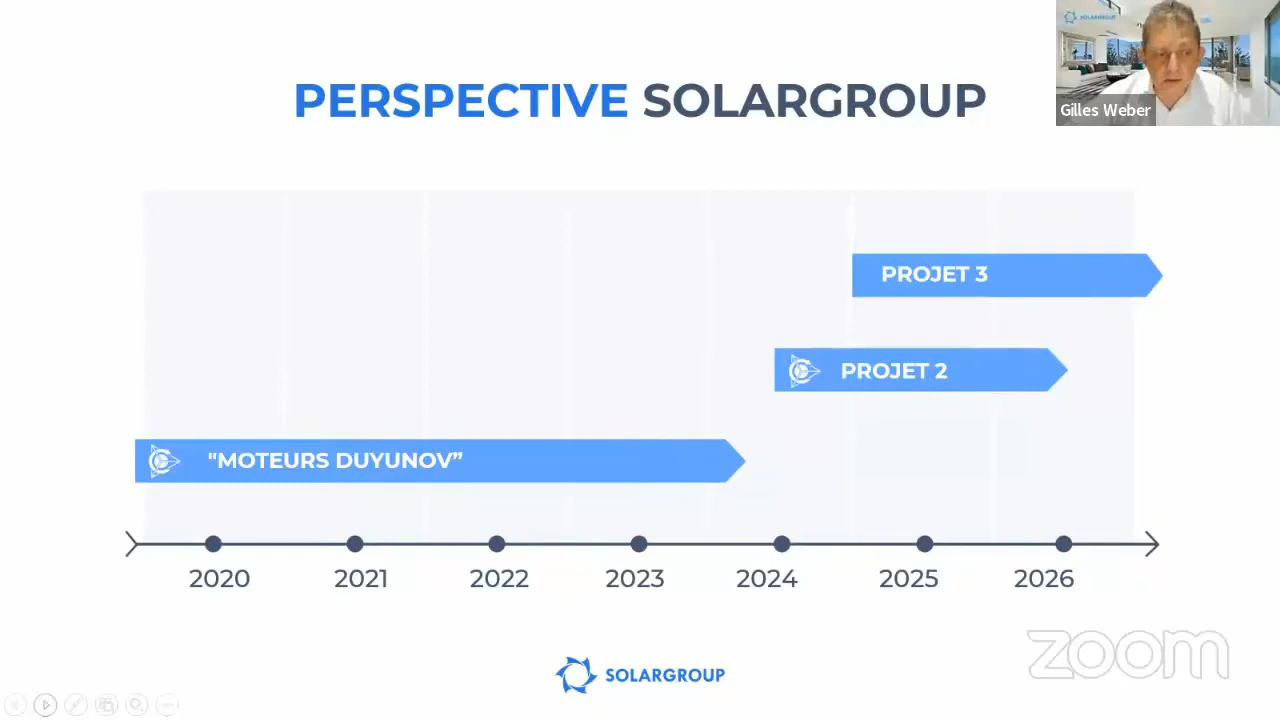 PERSPECTIVE SOLARGROUP
SOLARGROUP
Gilles Weber
PROJET 3
PROJET 2
"MOTEURS DUYUNOV”
2020 2021 2022 2023 2024 2025 2026
SOLARGROUP
zoom